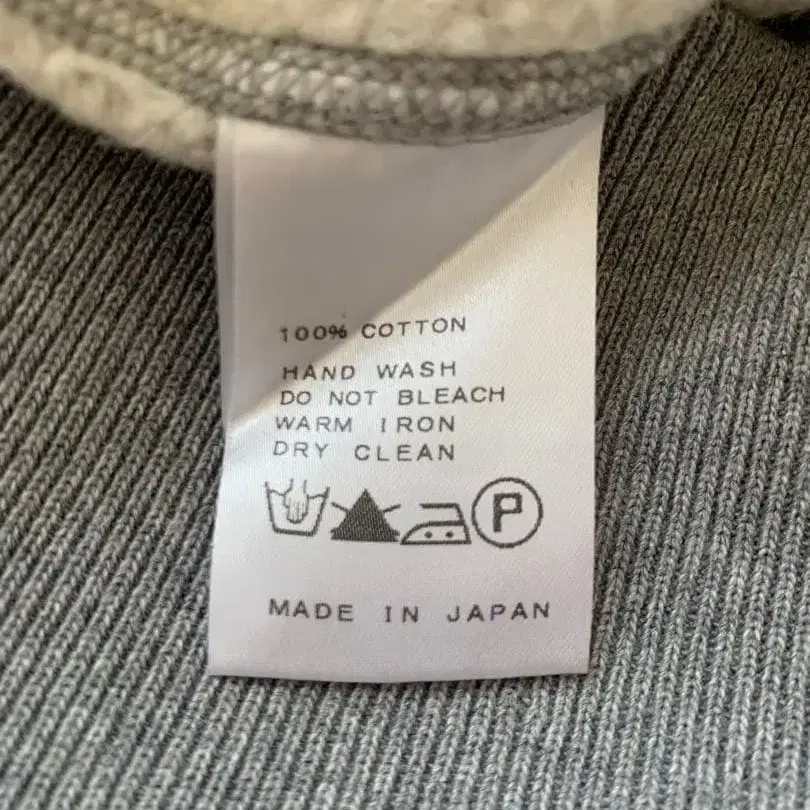 100% COTTON
HAND WASH
DO NOT BLEACH
WARM IRON
DRY CLEAN
P
MADE IN JAPAN